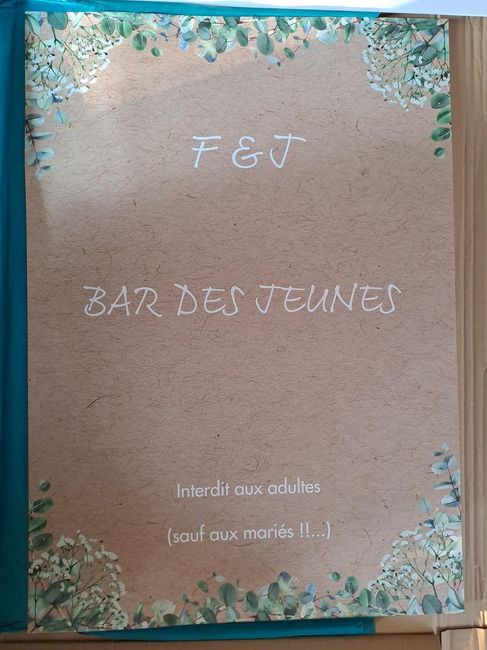 F & J
BAR DES JEUNES
Interdit aux adultes
(sauf aux mariés !!...)